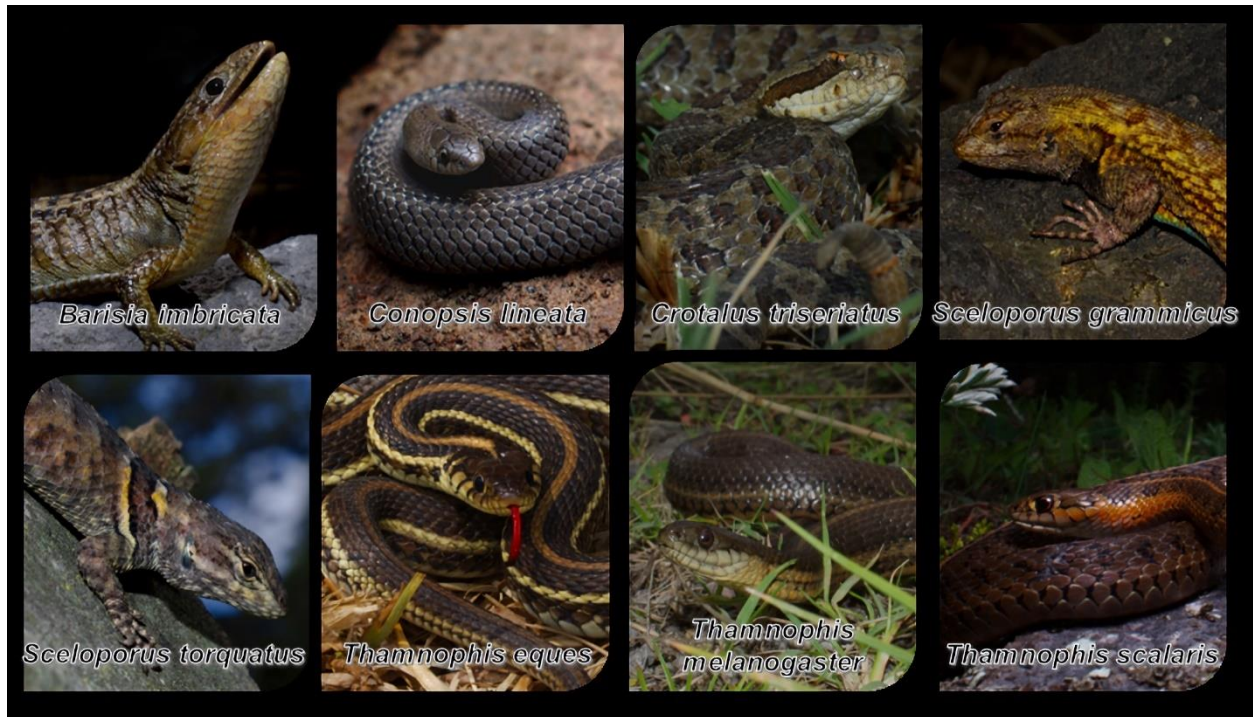 Barisia imbricata
Conopsis lineata
Crotalus triseriatus
Sceloporus grammicus
Sceloporus torquatus
Thamnophis eques
Thamnophis
melanogaster
Thamnophis scalaris